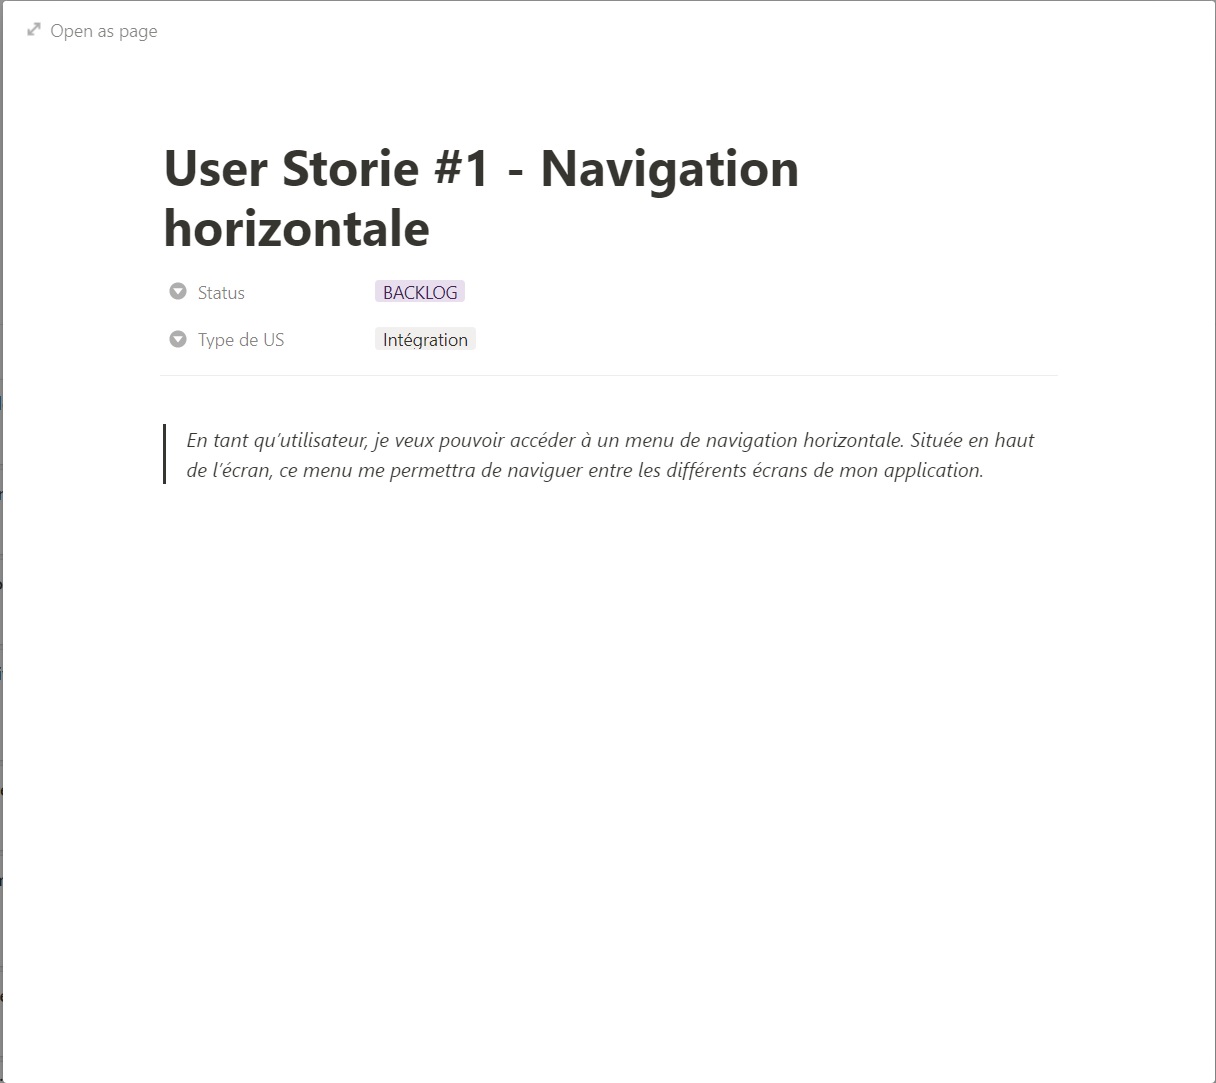 Open as page
User Storie #1 - Navigation
horizontale
Status BACKLOG
Type de US Intégration
En tant qu’utilisateur, je veux pouvoir accéder à un menu de navigation horizontale. Située en haut
de l’écran, ce menu me permettra de naviguer entre les différents écrans de mon application.